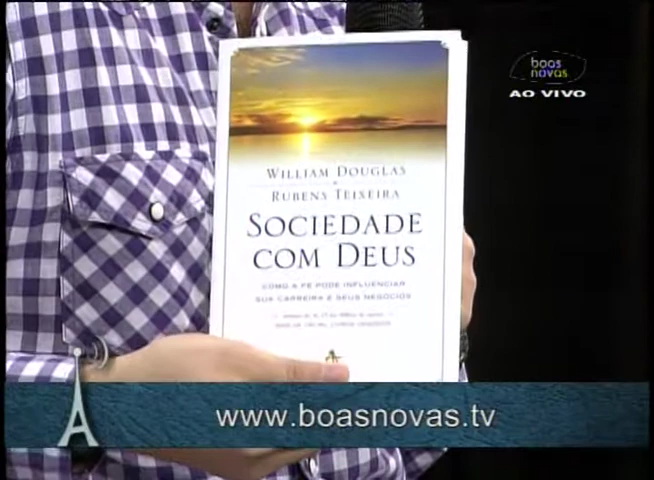 boas
novas
AO VIVO
WILLIAM DOUGLAS
RUBENS TEIXEIRA
SOCIEDADE
COM DEUS
COMO A FÉ PODE INFLUENCIAR
SUA CARREIRA E SEUS NEGÓCIOS
www.boasnovas.tv